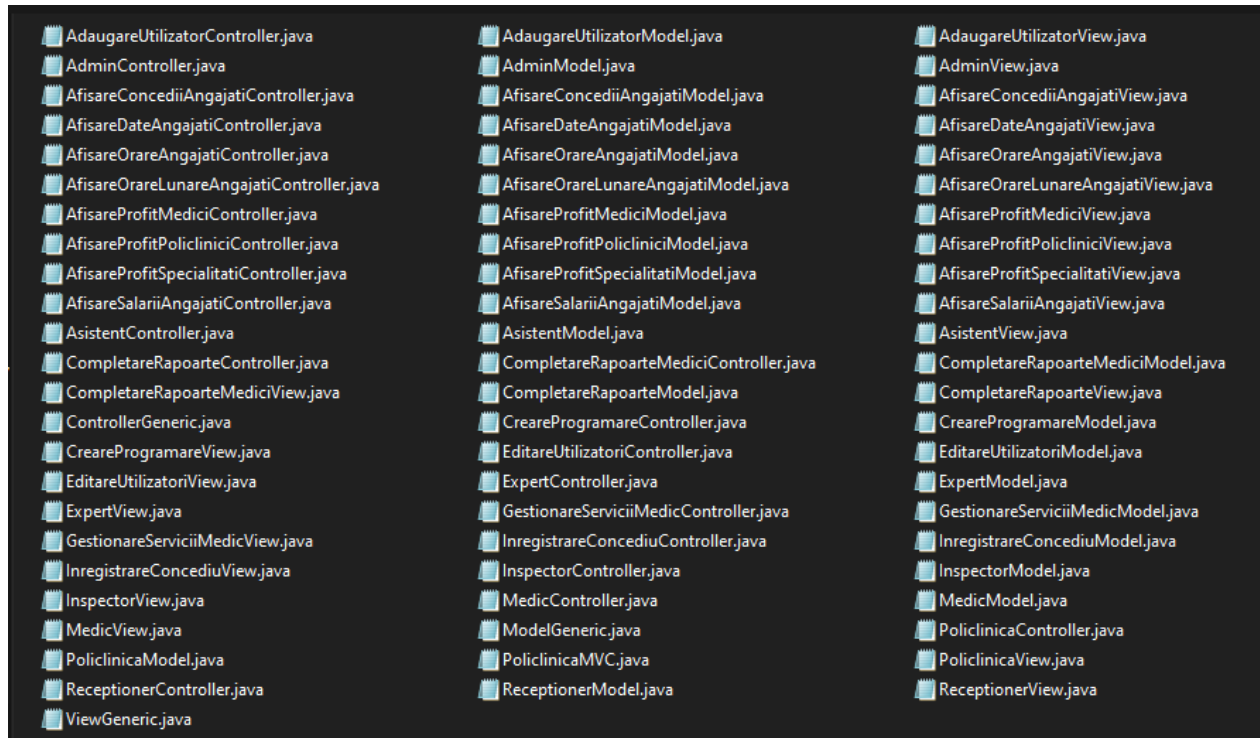 AdaugareUtilizatorController.java AdaugareUtilizatorModel.java AdaugareUtilizatorView.java
AdminController.java AdminModel.java AdminView.java
AfisareConcediiAngajatiController.java AfisareConcediiAngajatiModel.java AfisareConcediiAngajatiView.java
AfisareDateAngajatiController.java AfisareDateAngajatiModel.java AfisareDateAngajatiView.java
AfisareOrareAngajatiController.java AfisareOrareAngajatiModel.java AfisareOrareAngajatiView.java
AfisareOrareLunareAngajatiController.java AfisareOrareLunareAngajatiModel.java AfisareOrareLunareAngajatiView.java
AfisareProfitMediciController.java AfisareProfitMediciModel.java AfisareProfitMediciView.java
AfisareProfitPolicliniciController.java AfisareProfitPolicliniciModel.java AfisareProfitPolicliniciView.java
AfisareProfitSpecialitatiController.java AfisareProfitSpecialitatiModel.java AfisareProfitSpecialitatiView.java
AfisareSalariiAngajatiController.java AfisareSalariiAngajatiModel.java AfisareSalariiAngajatiView.java
AsistentController.java AsistentModel.java AsistentView.java
CompletareRapoarteController.java CompletareRapoarteMediciController.java CompletareRapoarteMediciModel.java
CompletareRapoarteMediciView.java CompletareRapoarteModel.java CompletareRapoarteView.java
ControllerGeneric.java CreareProgramareController.java CreareProgramareModel.java
CreareProgramareView.java EditareUtilizatoriController.java EditareUtilizatoriModel.java
EditareUtilizatoriView.java ExpertController.java ExpertModel.java
ExpertView.java GestionareServiciiMedicController.java GestionareServiciiMedicModel.java
GestionareServiciiMedicView.java InregistrareConcediuController.java InregistrareConcediuModel.java
InregistrareConcediuView.java InspectorController.java InspectorModel.java
InspectorView.java MedicController.java MedicModel.java
MedicView.java ModelGeneric.java PoliclinicaController.java
PoliclinicaModel.java PoliclinicaMVC.java PoliclinicaView.java
ReceptionerController.java ReceptionerModel.java ReceptionerView.java
ViewGeneric.java